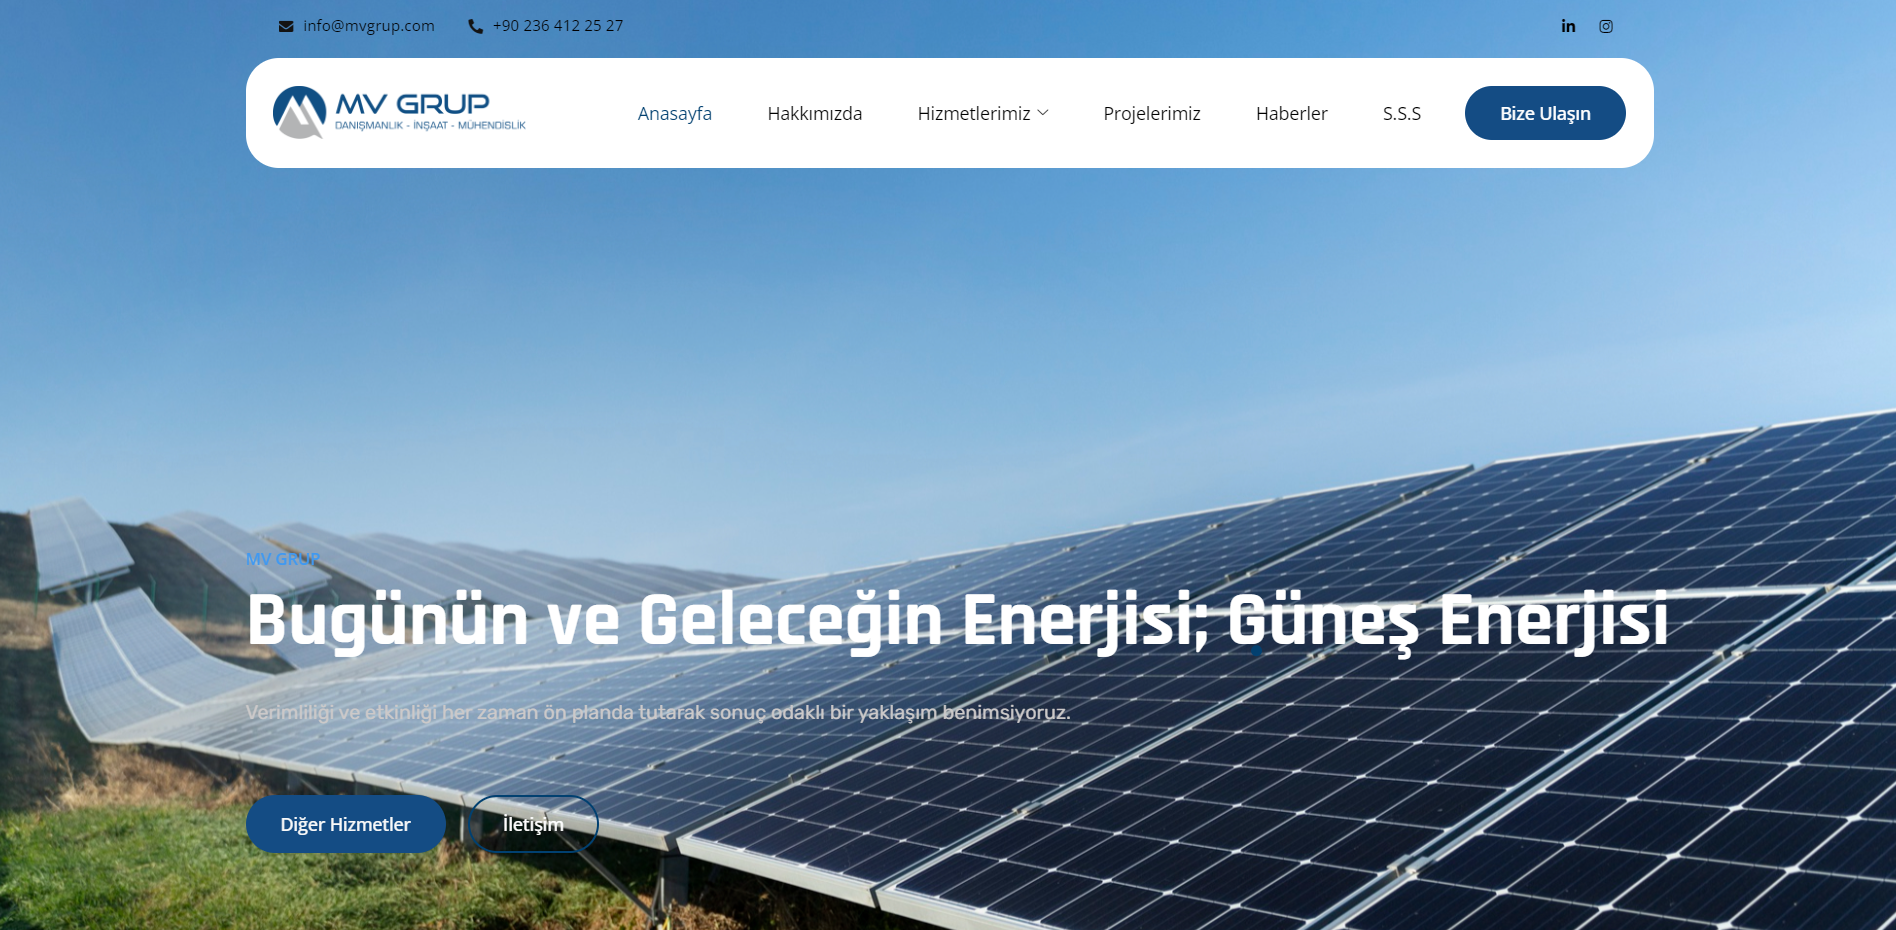 info@mvgrup.com +90 236 412 25 27
MV GRUP
DANIŞMANLIK - İNŞAAT - MÜHENDİSLİK
Anasayfa Hakkımızda Hizmetlerimiz Projelerimiz Haberler S.S.S Bize Ulaşın
MV GRUP
Bugünün ve Geleceğin Enerjisi; Güneş Enerjisi
Verimliliği ve etkinliği her zaman ön planda tutarak sonuç odaklı bir yaklaşım benimsiyoruz.
Diğer Hizmetler İletişim